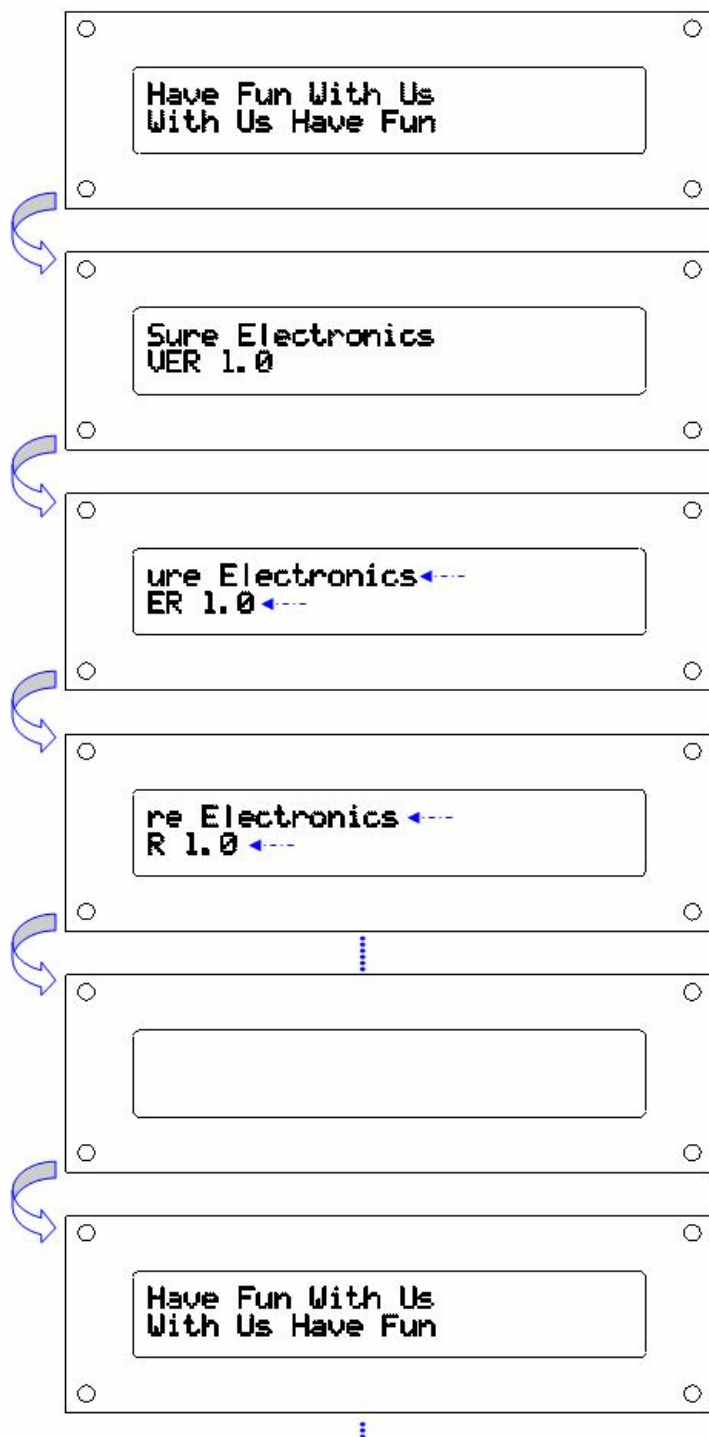 Have Fun With Us
With Us Have Fun
Sure Electronics
VER 1.0
ure Electronics
ER 1.0
re Electronics
R 1.0
Have Fun With Us
With Us Have Fun